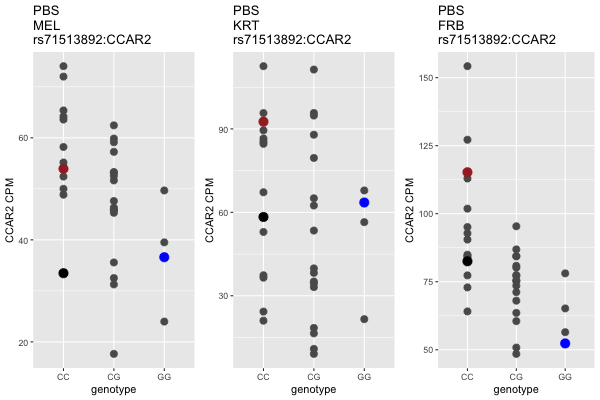 PBS
MEL
rs71513892:CCAR2
CCAR2 CPM
60
40
20
CC
CG
GG
genotype
PBS
KRT
rs71513892:CCAR2
CCAR2 CPM
90
60
30
CC
CG
GG
genotype
PBS
FRB
rs71513892:CCAR2
CCAR2 CPM
150
125
100
75
50
CC
CG
GG
genotype